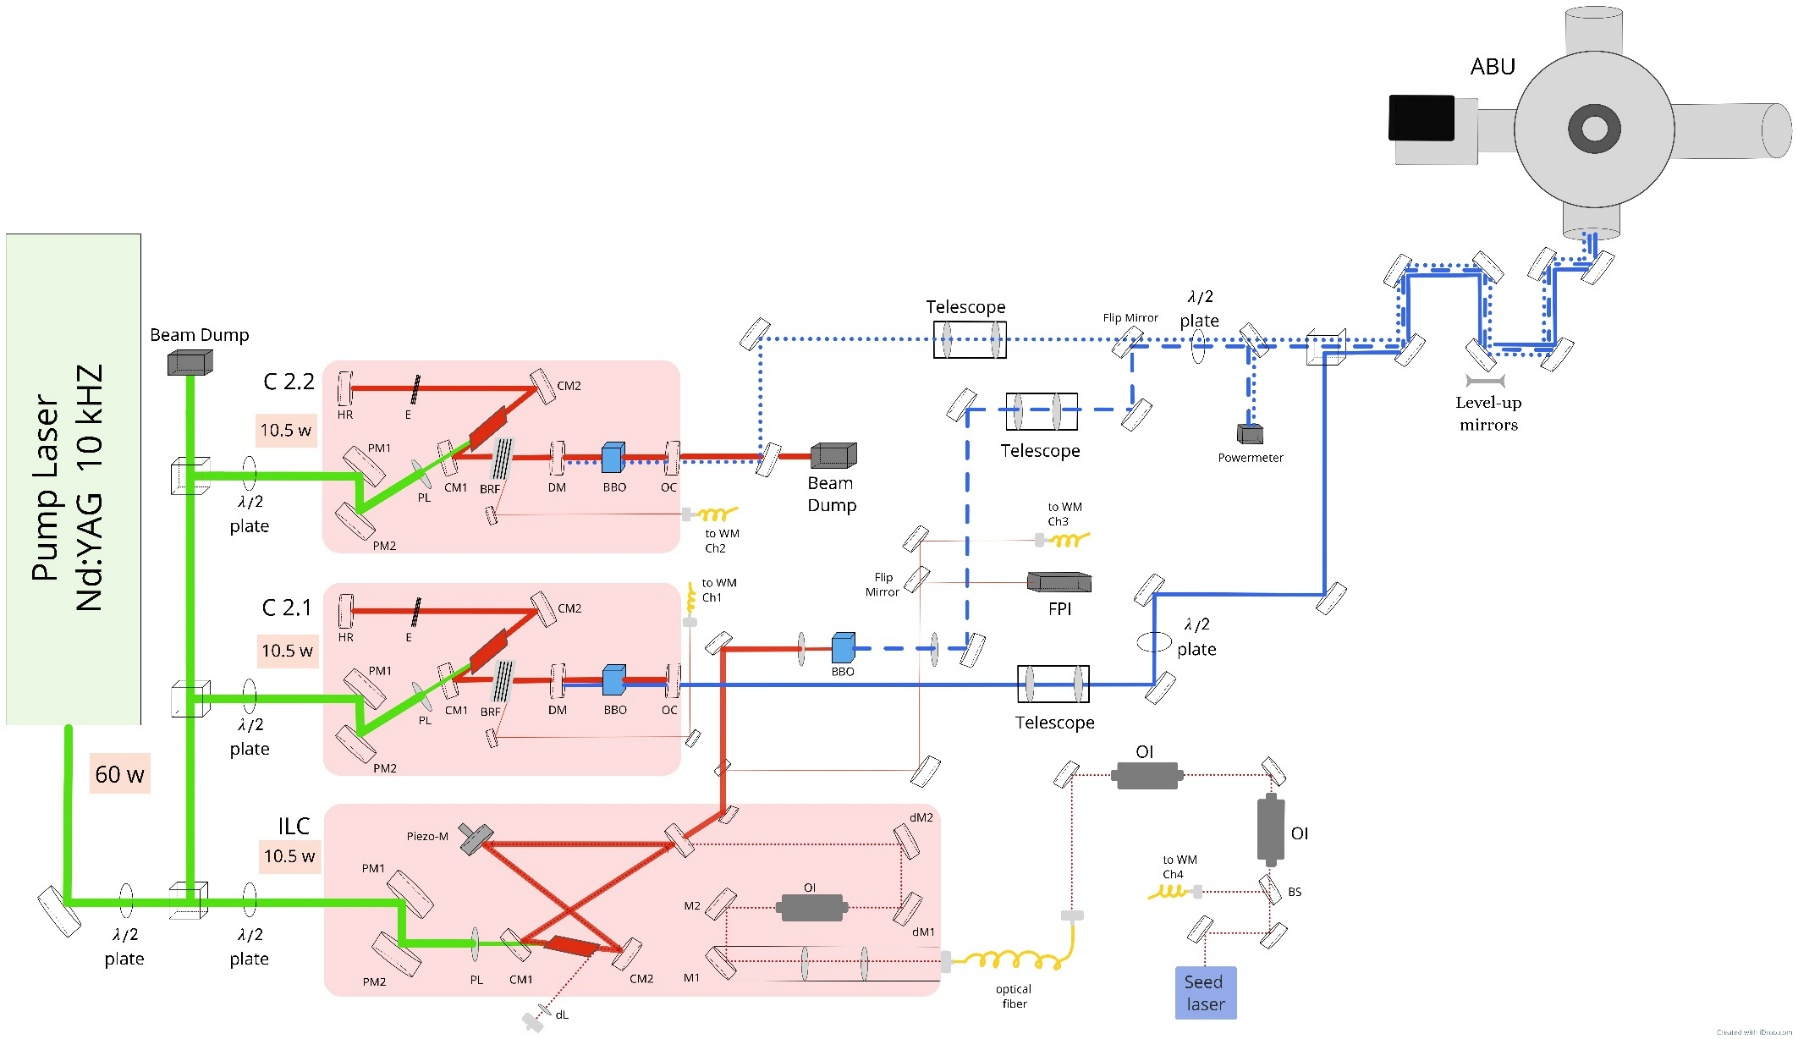 ABU
Pump Laser
Nd:YAG 10 kHZ
Beam Dump
60 w
λ/2
plate
λ/2
plate
λ/2
plate
λ/2
plate
C 2.2
10.5 w
HR
E
CM2
PM1
PL
CM1
BRF
DM
BBO
OC
PM2
to WM
Ch2
Beam
Dump
C 2.1
10.5 w
HR
E
CM2
PM1
PL
CM1
BRF
DM
BBO
OC
PM2
to WM
Ch1
ILC
10.5 w
Piezo-M
PM1
PM2
PL
CM1
CM2
dL
dM2
OI
M2
dM1
M1
optical
fiber
Telescope
Flip Mirror
λ/2
plate
Telescope
Powermeter
Level-up
mirrors
to WM
Ch3
Flip
Mirror
FPI
BBO
λ/2
plate
Telescope
OI
OI
to WM
Ch4
BS
Seed
laser
Created with iDraw.com